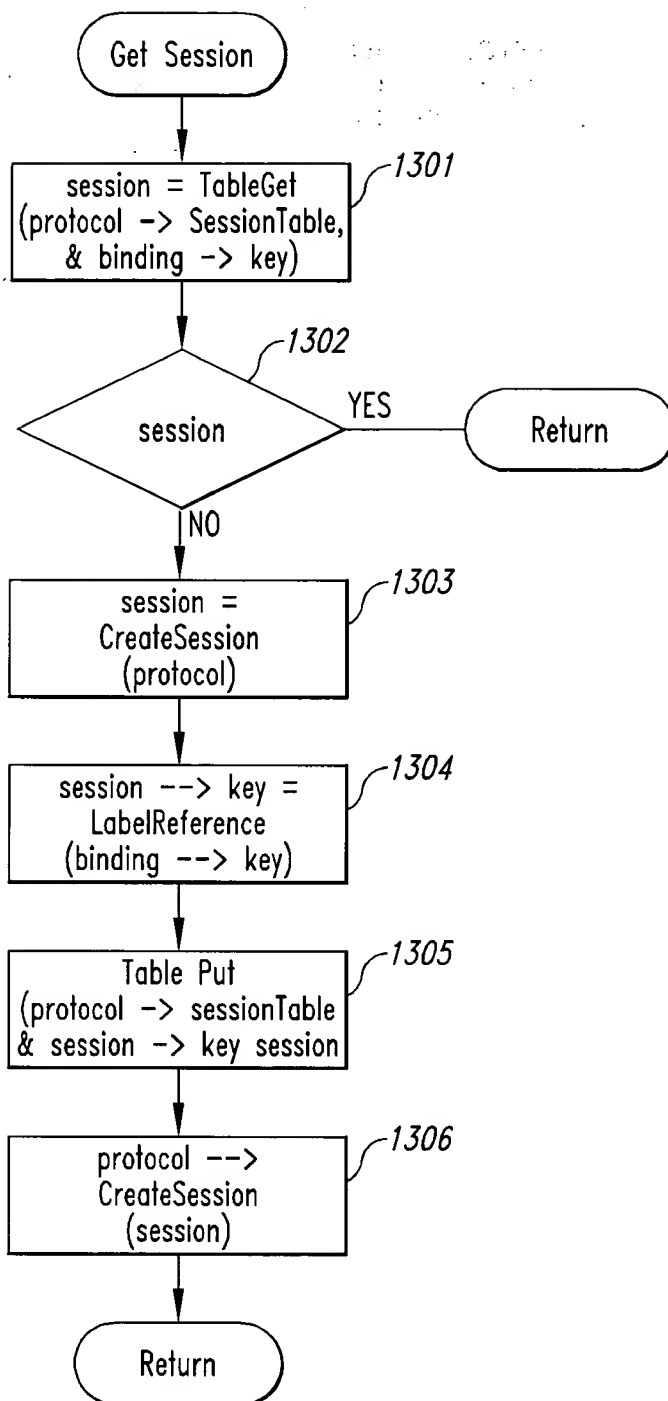 Get Session
1301
session = TableGet
(protocol -> SessionTable,
& binding -> key)
1302
session
YES
Return
NO
1303
session =
CreateSession
(protocol)
1304
session --> key =
LabelReference
(binding --> key)
1305
Table Put
(protocol -> sessionTable
& session -> key session
1306
protocol -->
CreateSession
(session)
Return